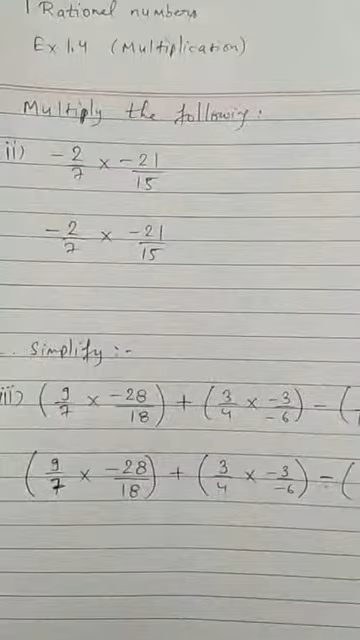 1 Rational numbers
Ex 1.4 (Multiplication)
Multiply the following:
ii) -2/7 × -21/15
-2/7 × -21/15
. Simplify :-
iii) (9/7 × -28/18) + (3/4 × -3/-6) - (
(9/7 × -28/18) + (3/4 × -3/-6) - (